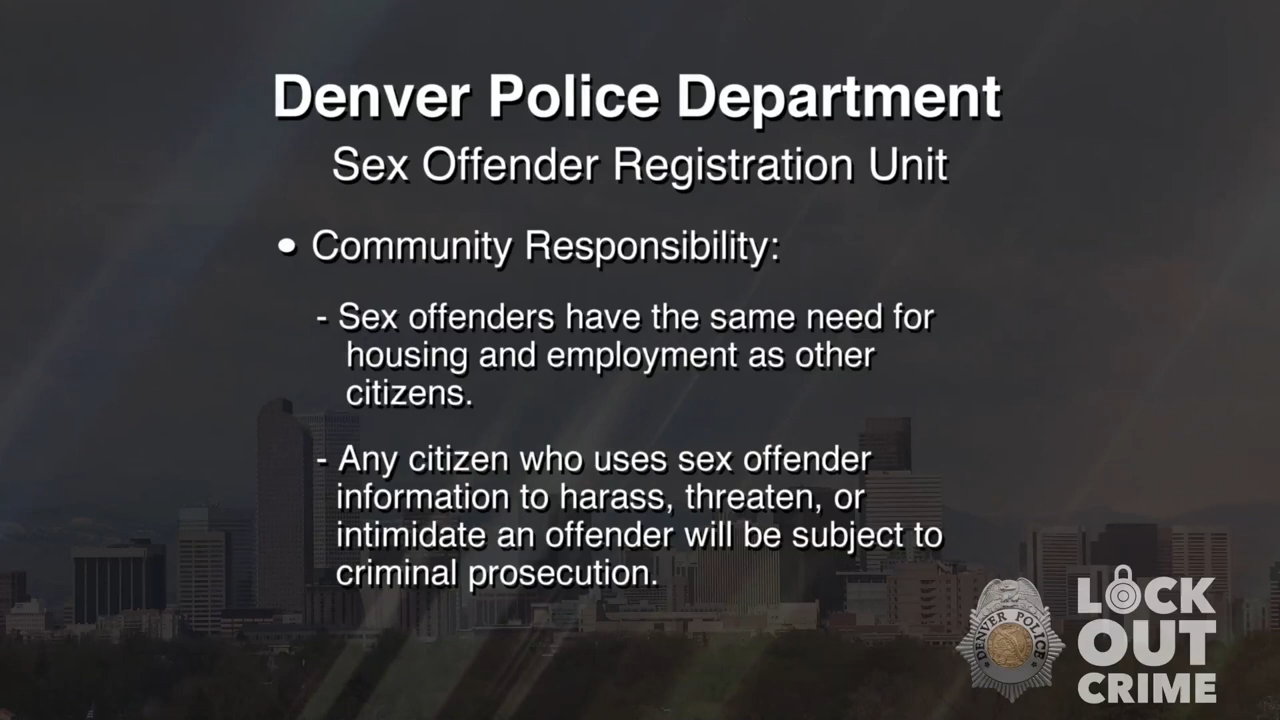 Denver Police Department
Sex Offender Registration Unit
• Community Responsibility:
- Sex offenders have the same need for
housing and employment as other
citizens.
- Any citizen who uses sex offender
information to harass, threaten, or
intimidate an offender will be subject to
criminal prosecution.
DENVER POLICE
LOCK
OUT
CRIME